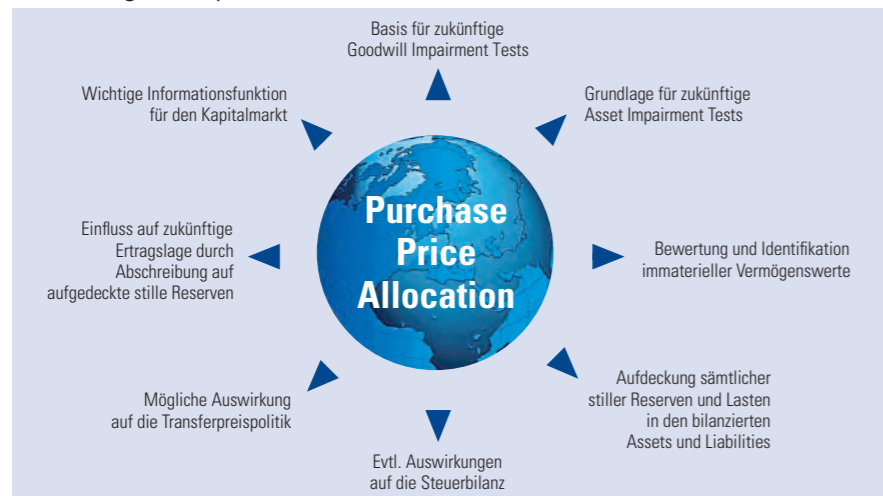 Basis für zukünftige
Goodwill Impairment Tests
Wichtige Informationsfunktion
für den Kapitalmarkt
Grundlage für zukünftige
Asset Impairment Tests
Purchase
Price
Allocation
Einfluss auf zukünftige
Ertragslage durch
Abschreibung auf
aufgedeckte stille Reserven
Bewertung und Identifikation
immaterieller Vermögenswerte
Mögliche Auswirkung
auf die Transferpreispolitik
Aufdeckung sämtlicher
stiller Reserven und Lasten
in den bilanzierten
Assets und Liabilities
Evtl. Auswirkungen
auf die Steuerbilanz